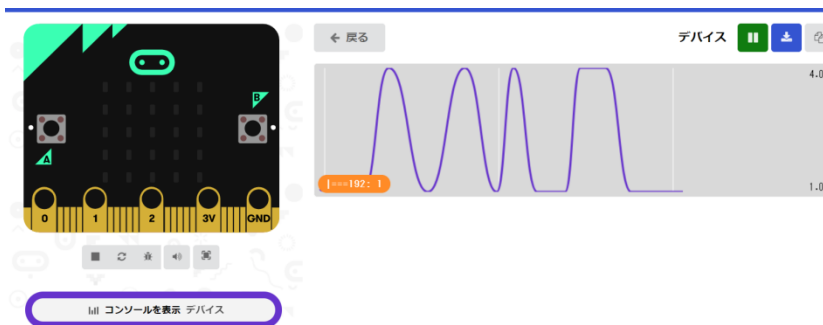 戻る
デバイス
4.0
B
A
|===192: 1
1.0
0 1 2 3V GND
コンソールを表示 デバイス